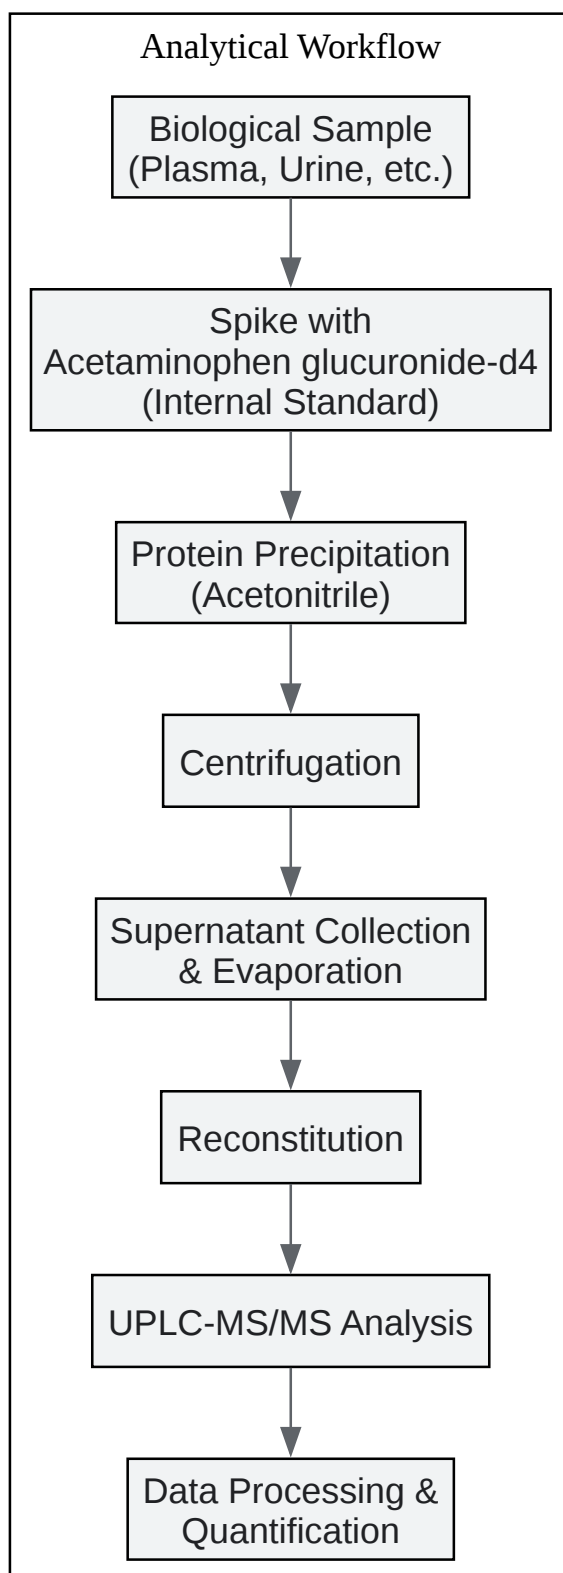 Analytical Workflow
Biological Sample
(Plasma, Urine, etc.)
Spike with
Acetaminophen glucuronide-d4
(Internal Standard)
Protein Precipitation
(Acetonitrile)
Centrifugation
Supernatant Collection
& Evaporation
Reconstitution
UPLC-MS/MS Analysis
Data Processing &
Quantification